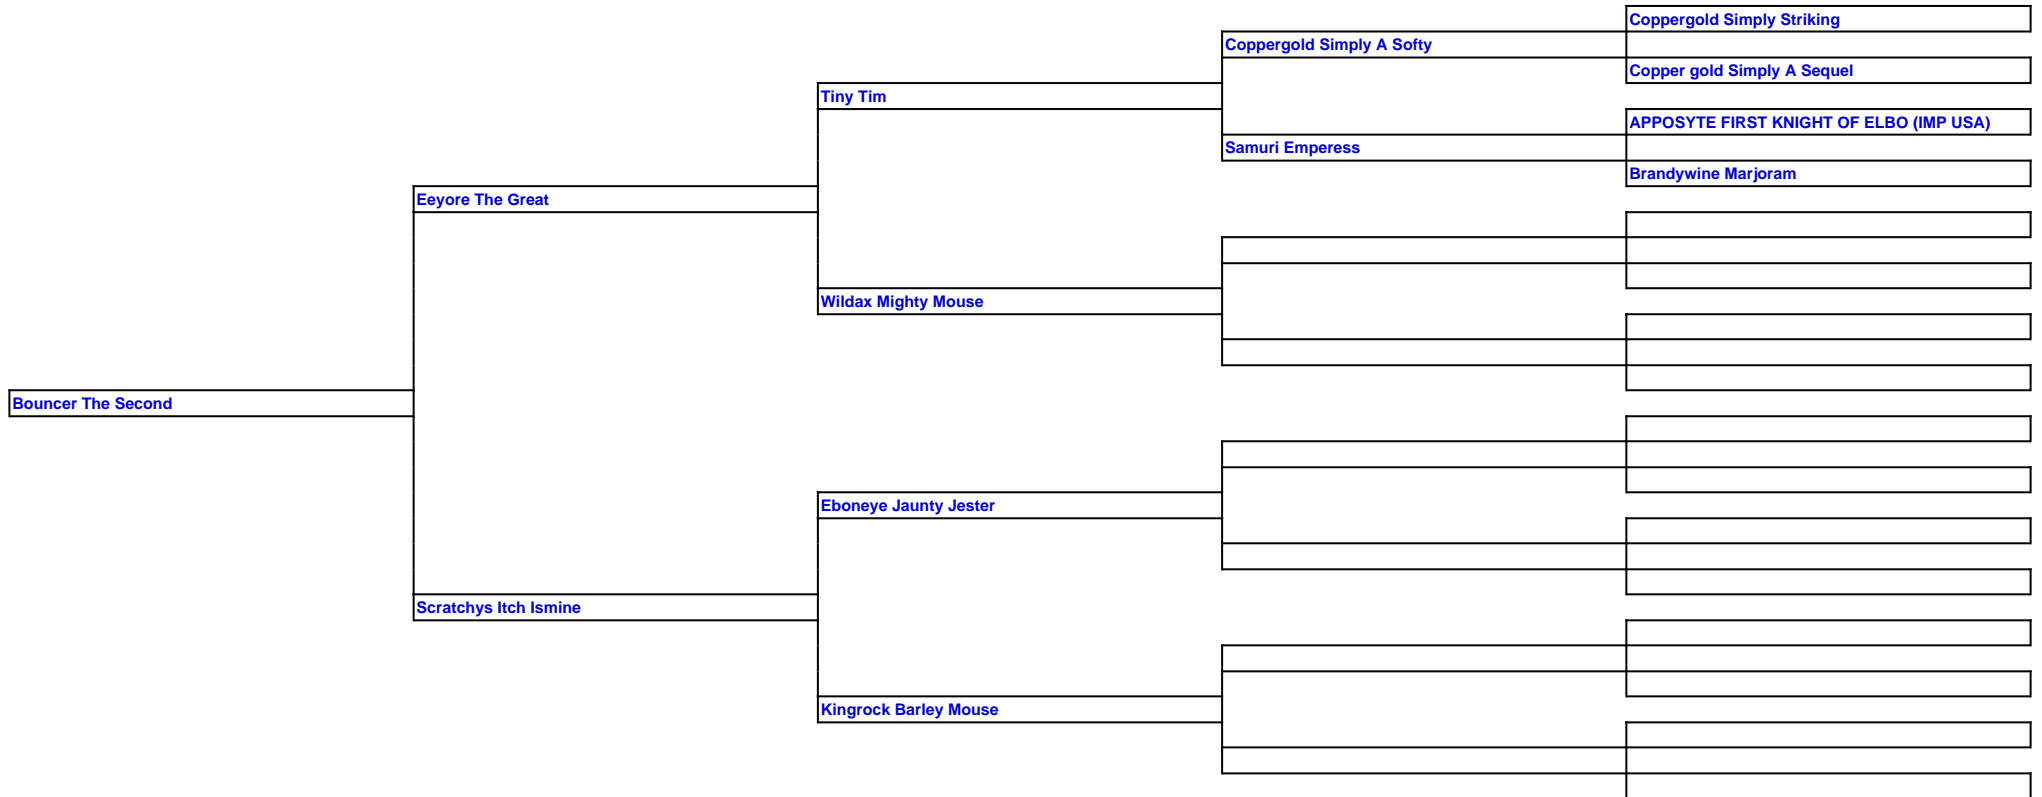 Coppergold Simply Striking
Coppergold Simply A Softy
Copper gold Simply A Sequel
Tiny Tim
APPOSYTE FIRST KNIGHT OF ELBO (IMP USA)
Samuri Emperess
Brandywine Marjoram
Eeyore The Great
Wildax Mighty Mouse
Bouncer The Second
Eboneye Jaunty Jester
Scratchys Itch Ismine
Kingrock Barley Mouse